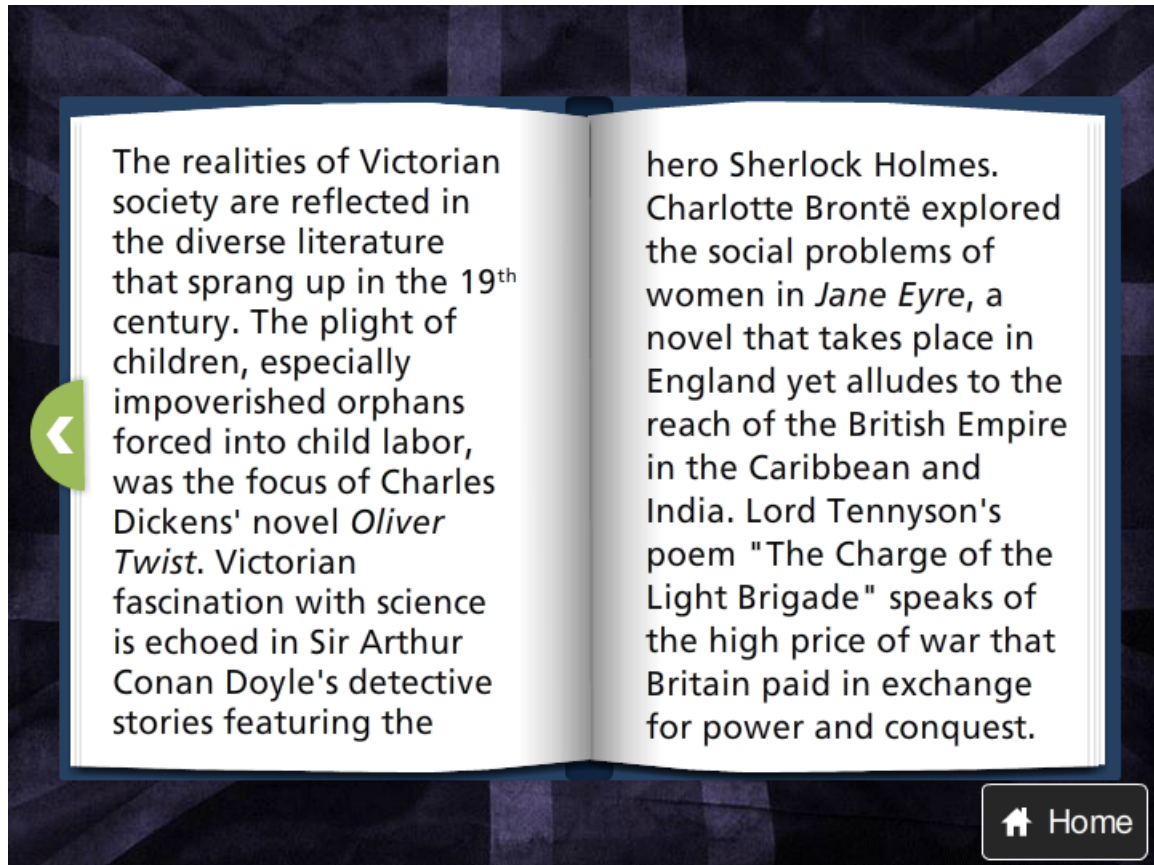 The realities of Victorian
society are reflected in
the diverse literature
that sprang up in the 19th
century. The plight of
children, especially
impoverished orphans
forced into child labor,
was the focus of Charles
Dickens' novel Oliver
Twist. Victorian
fascination with science
is echoed in Sir Arthur
Conan Doyle's detective
stories featuring the
hero Sherlock Holmes.
Charlotte Brontë explored
the social problems of
women in Jane Eyre, a
novel that takes place in
England yet alludes to the
reach of the British Empire
in the Caribbean and
India. Lord Tennyson's
poem "The Charge of the
Light Brigade" speaks of
the high price of war that
Britain paid in exchange
for power and conquest.
Home